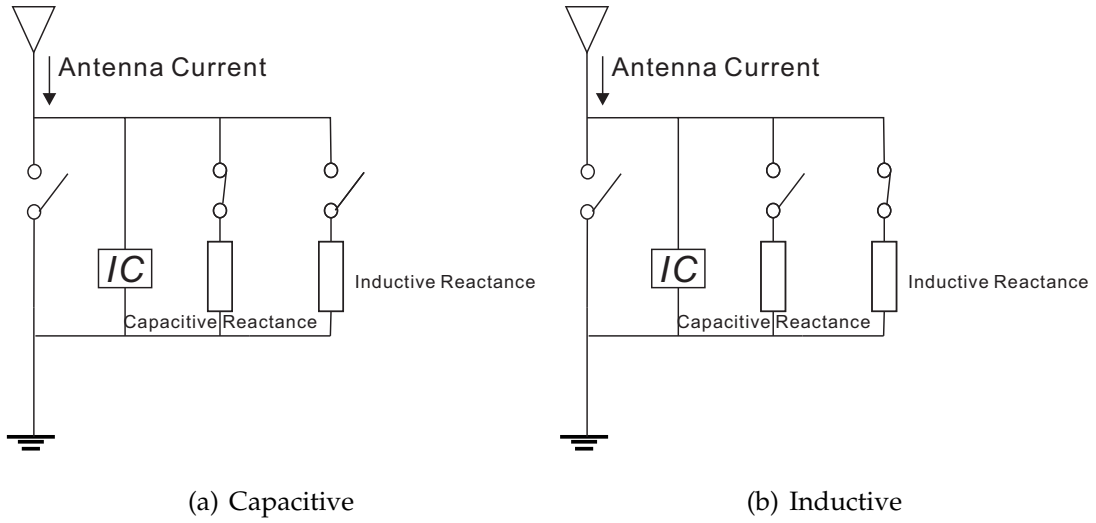 Antenna Current
IC
Inductive Reactance
Capacitive Reactance
(a) Capacitive
Antenna Current
IC
Inductive Reactance
Capacitive Reactance
(b) Inductive